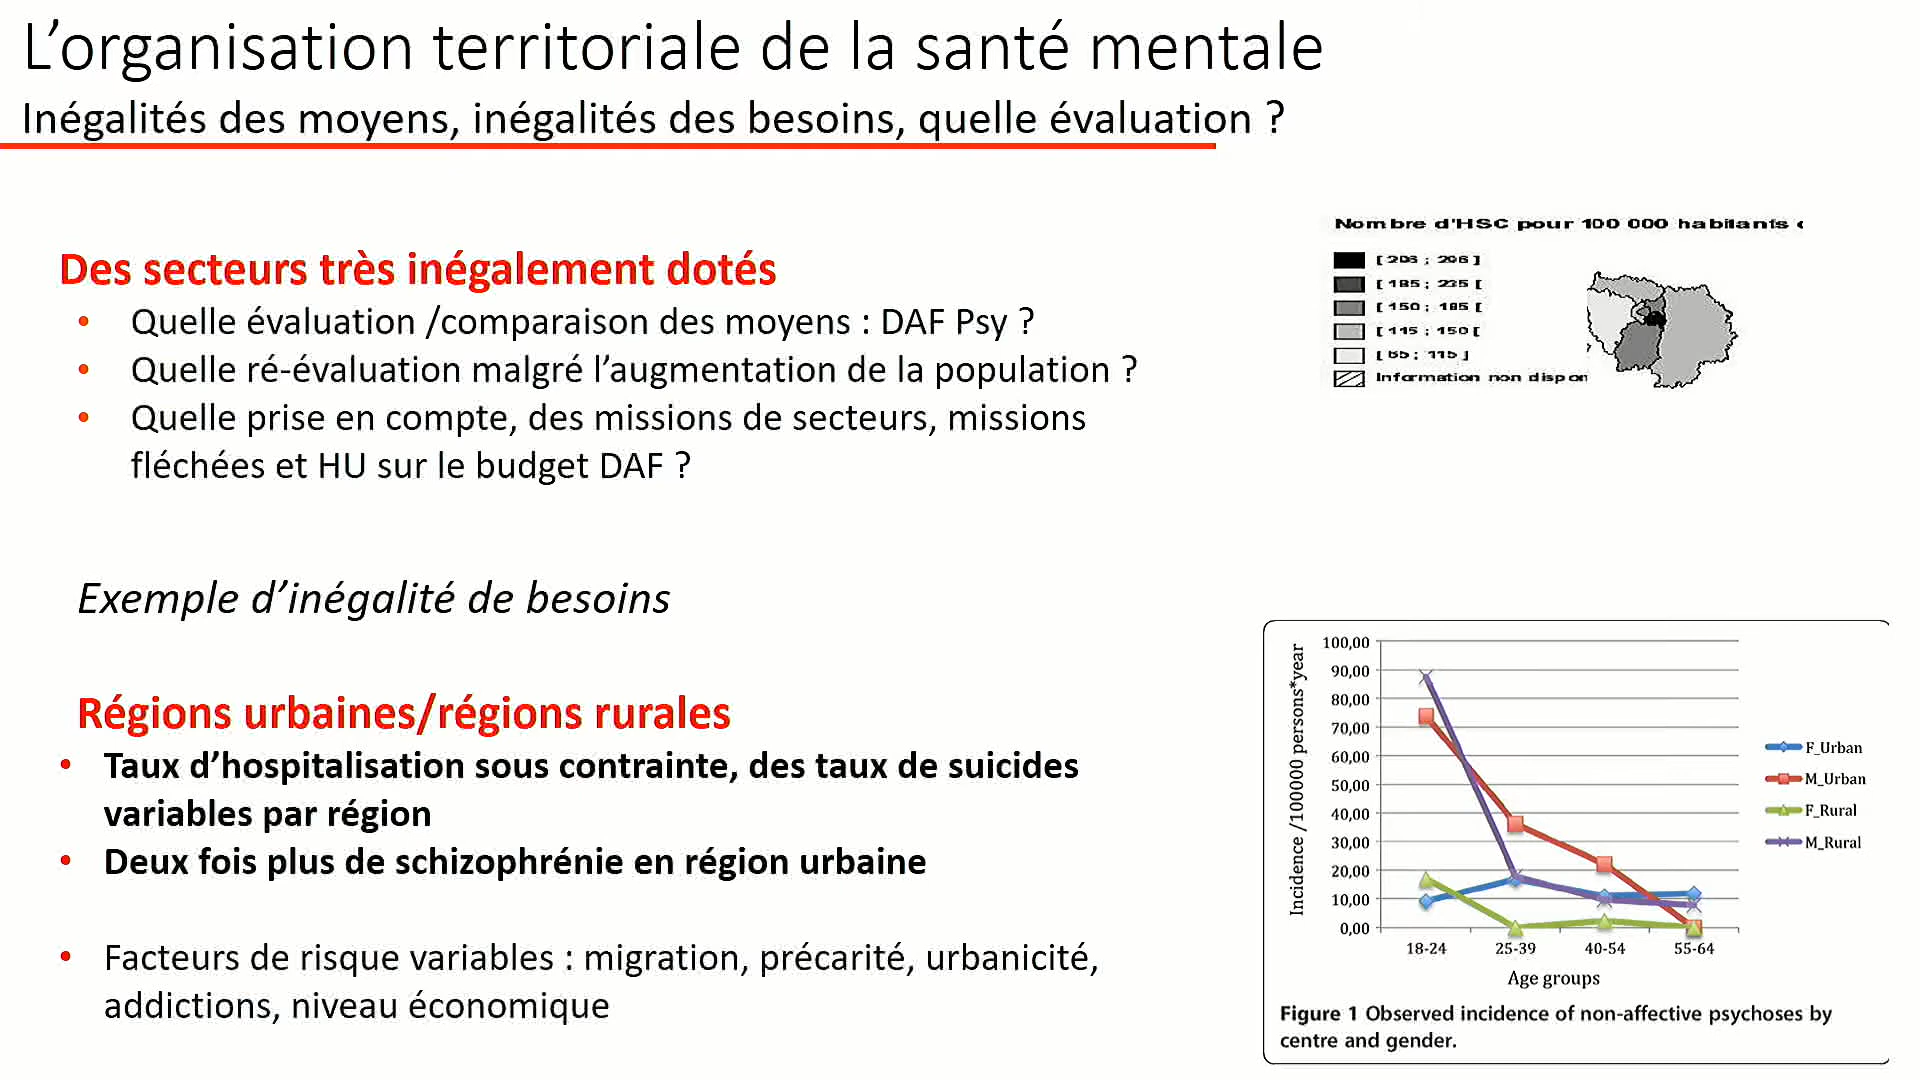 L'organisation territoriale de la santé mentale
Inégalités des moyens, inégalités des besoins, quelle évaluation ?
Des secteurs très inégalement dotés
• Quelle évaluation /comparaison des moyens : DAF Psy ?
• Quelle ré-évaluation malgré l'augmentation de la population ?
• Quelle prise en compte, des missions de secteurs, missions
fléchées et HU sur le budget DAF ?
Nombre d'HSC pour 100 000 habitants
[ 185 ; 235 [
[ 150 ; 185 [
[ 115 ; 150 [
Information non dispon
Exemple d'inégalité de besoins
Régions urbaines/régions rurales
• Taux d'hospitalisation sous contrainte, des taux de suicides
variables par région
• Deux fois plus de schizophrénie en région urbaine
• Facteurs de risque variables : migration, précarité, urbanicité,
addictions, niveau économique
Incidence /100000 persons*year
100,00
90,00
80,00
70,00
60,00
50,00
40,00
30,00
20,00
10,00
0,00
18-24 25-39 40-54 55-64
Age groups
F_Urban
M_Urban
F_Rural
M_Rural
Figure 1 Observed incidence of non-affective psychoses by
centre and gender.